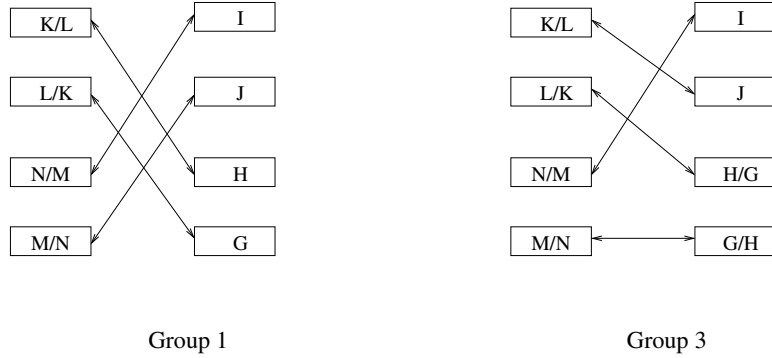 K/L I K/L I
L/K J L/K J
N/M H N/M H/G
M/N G M/N G/H
Group 1 Group 3